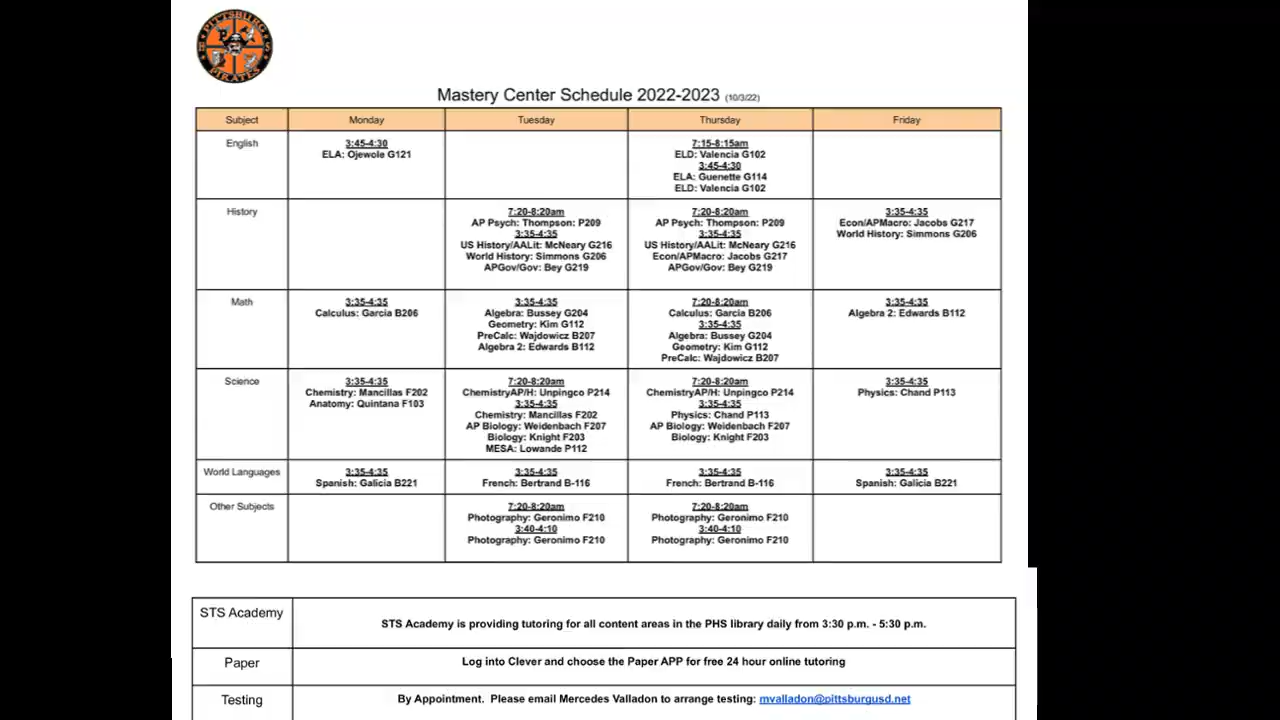 PITTSBURG
H S
PIRATES
Mastery Center Schedule 2022-2023 (10/3/22)
Subject Monday Tuesday Thursday Friday
English
3:45-4:30
ELA: Ojewole G121
7:15-8:15am
ELD: Valencia G102
3:45-4:30
ELA: Guenette G114
ELD: Valencia G102
History
7:20-8:20am
AP Psych: Thompson: P209
3:35-4:35
US History/AALit: McNeary G216
World History: Simmons G206
APGov/Gov: Bey G219
7:20-8:20am
AP Psych: Thompson: P209
3:35-4:35
US History/AALit: McNeary G216
Econ/APMacro: Jacobs G217
APGov/Gov: Bey G219
3:35-4:35
Econ/APMacro: Jacobs G217
World History: Simmons G206
Math
3:35-4:35
Calculus: Garcia B206
3:35-4:35
Algebra: Bussey G204
Geometry: Kim G112
PreCalc: Wajdowicz B207
Algebra 2: Edwards B112
7:20-8:20am
Calculus: Garcia B206
3:35-4:35
Algebra: Bussey G204
Geometry: Kim G112
PreCalc: Wajdowicz B207
3:35-4:35
Algebra 2: Edwards B112
Science
3:35-4:35
Chemistry: Mancillas F202
Anatomy: Quintana F103
7:20-8:20am
ChemistryAP/H: Unpingco P214
3:35-4:35
Chemistry: Mancillas F202
AP Biology: Weidenbach F207
Biology: Knight F203
MESA: Lowande P112
7:20-8:20am
ChemistryAP/H: Unpingco P214
3:35-4:35
Physics: Chand P113
AP Biology: Weidenbach F207
Biology: Knight F203
3:35-4:35
Physics: Chand P113
World Languages
3:35-4:35
Spanish: Galicia B221
3:35-4:35
French: Bertrand B-116
3:35-4:35
French: Bertrand B-116
3:35-4:35
Spanish: Galicia B221
Other Subjects
7:20-8:20am
Photography: Geronimo F210
3:40-4:10
Photography: Geronimo F210
7:20-8:20am
Photography: Geronimo F210
3:40-4:10
Photography: Geronimo F210
STS Academy
STS Academy is providing tutoring for all content areas in the PHS library daily from 3:30 p.m. - 5:30 p.m.
Paper
Log into Clever and choose the Paper APP for free 24 hour online tutoring
Testing
By Appointment. Please email Mercedes Valladon to arrange testing: mvalladon@pittsburgusd.net